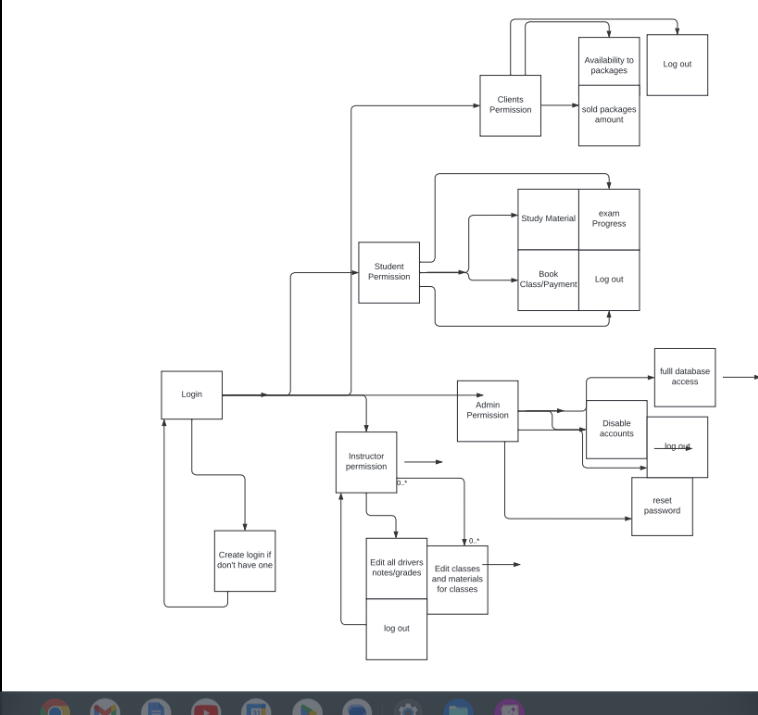 Availability to
packages
Log out
Clients
Permission
sold packages
amount
Study Material
exam
Progress
Student
Permission
Book
Class/Payment
Log out
fulll database
access
Login
Admin
Permission
Disable
accounts
log out
Instructor
permission
0..*
reset
password
0..*
Create login if
don't have one
Edit all drivers
notes/grades
Edit classes
and materials
for classes
log out
31